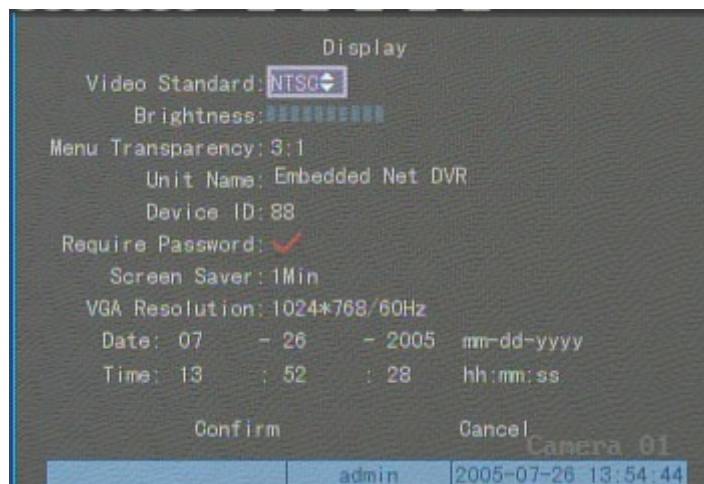 Display
Video Standard: NTSC
Brightness:
Menu Transparency: 3:1
Unit Name: Embedded Net DVR
Device ID: 88
Require Password:
Screen Saver: 1Min
VGA Resolution: 1024*768/60Hz
Date: 07 - 26 - 2005 mm-dd-yyyy
Time: 13 : 52 : 28 hh:mm:ss
Confirm Cancel
Camera 01
admin 2005-07-26 13:54:44